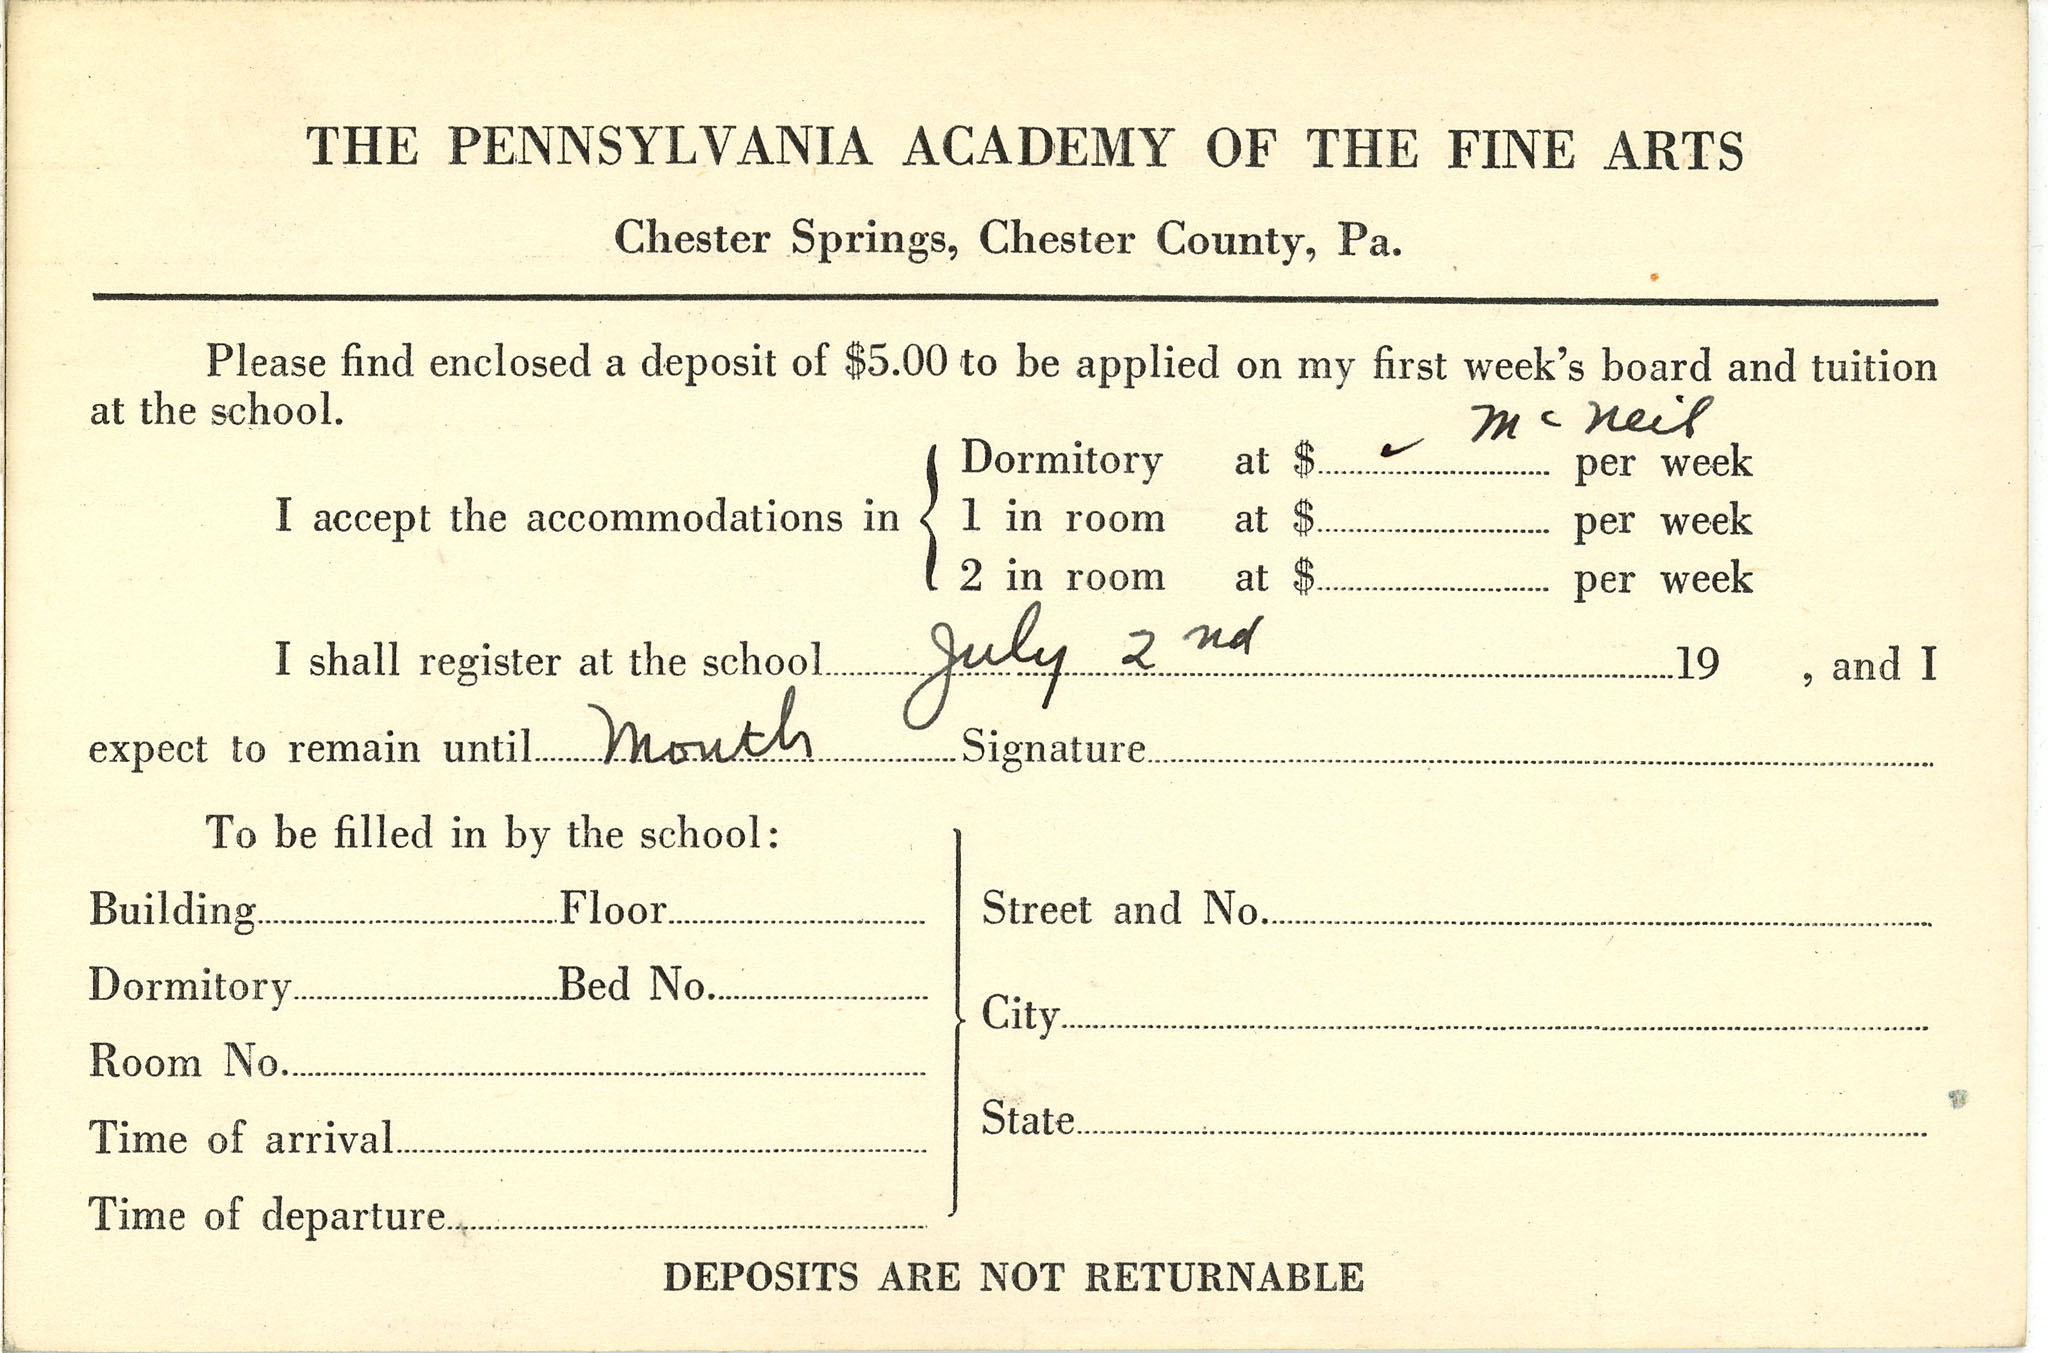 THE PENNSYLVANIA ACADEMY OF THE FINE ARTS
Chester Springs, Chester County, Pa.
Please find enclosed a deposit of $5.00 to be applied on my first week's board and tuition
at the school.
Mc Neil
Dormitory at $ ✓ per week
I accept the accommodations in { 1 in room at $ per week
2 in room at $ per week
I shall register at the school July 2nd 19 , and I
expect to remain until Month Signature
To be filled in by the school:
Building Floor
Dormitory Bed No.
Room No.
Time of arrival
Time of departure
Street and No.
City
State
DEPOSITS ARE NOT RETURNABLE